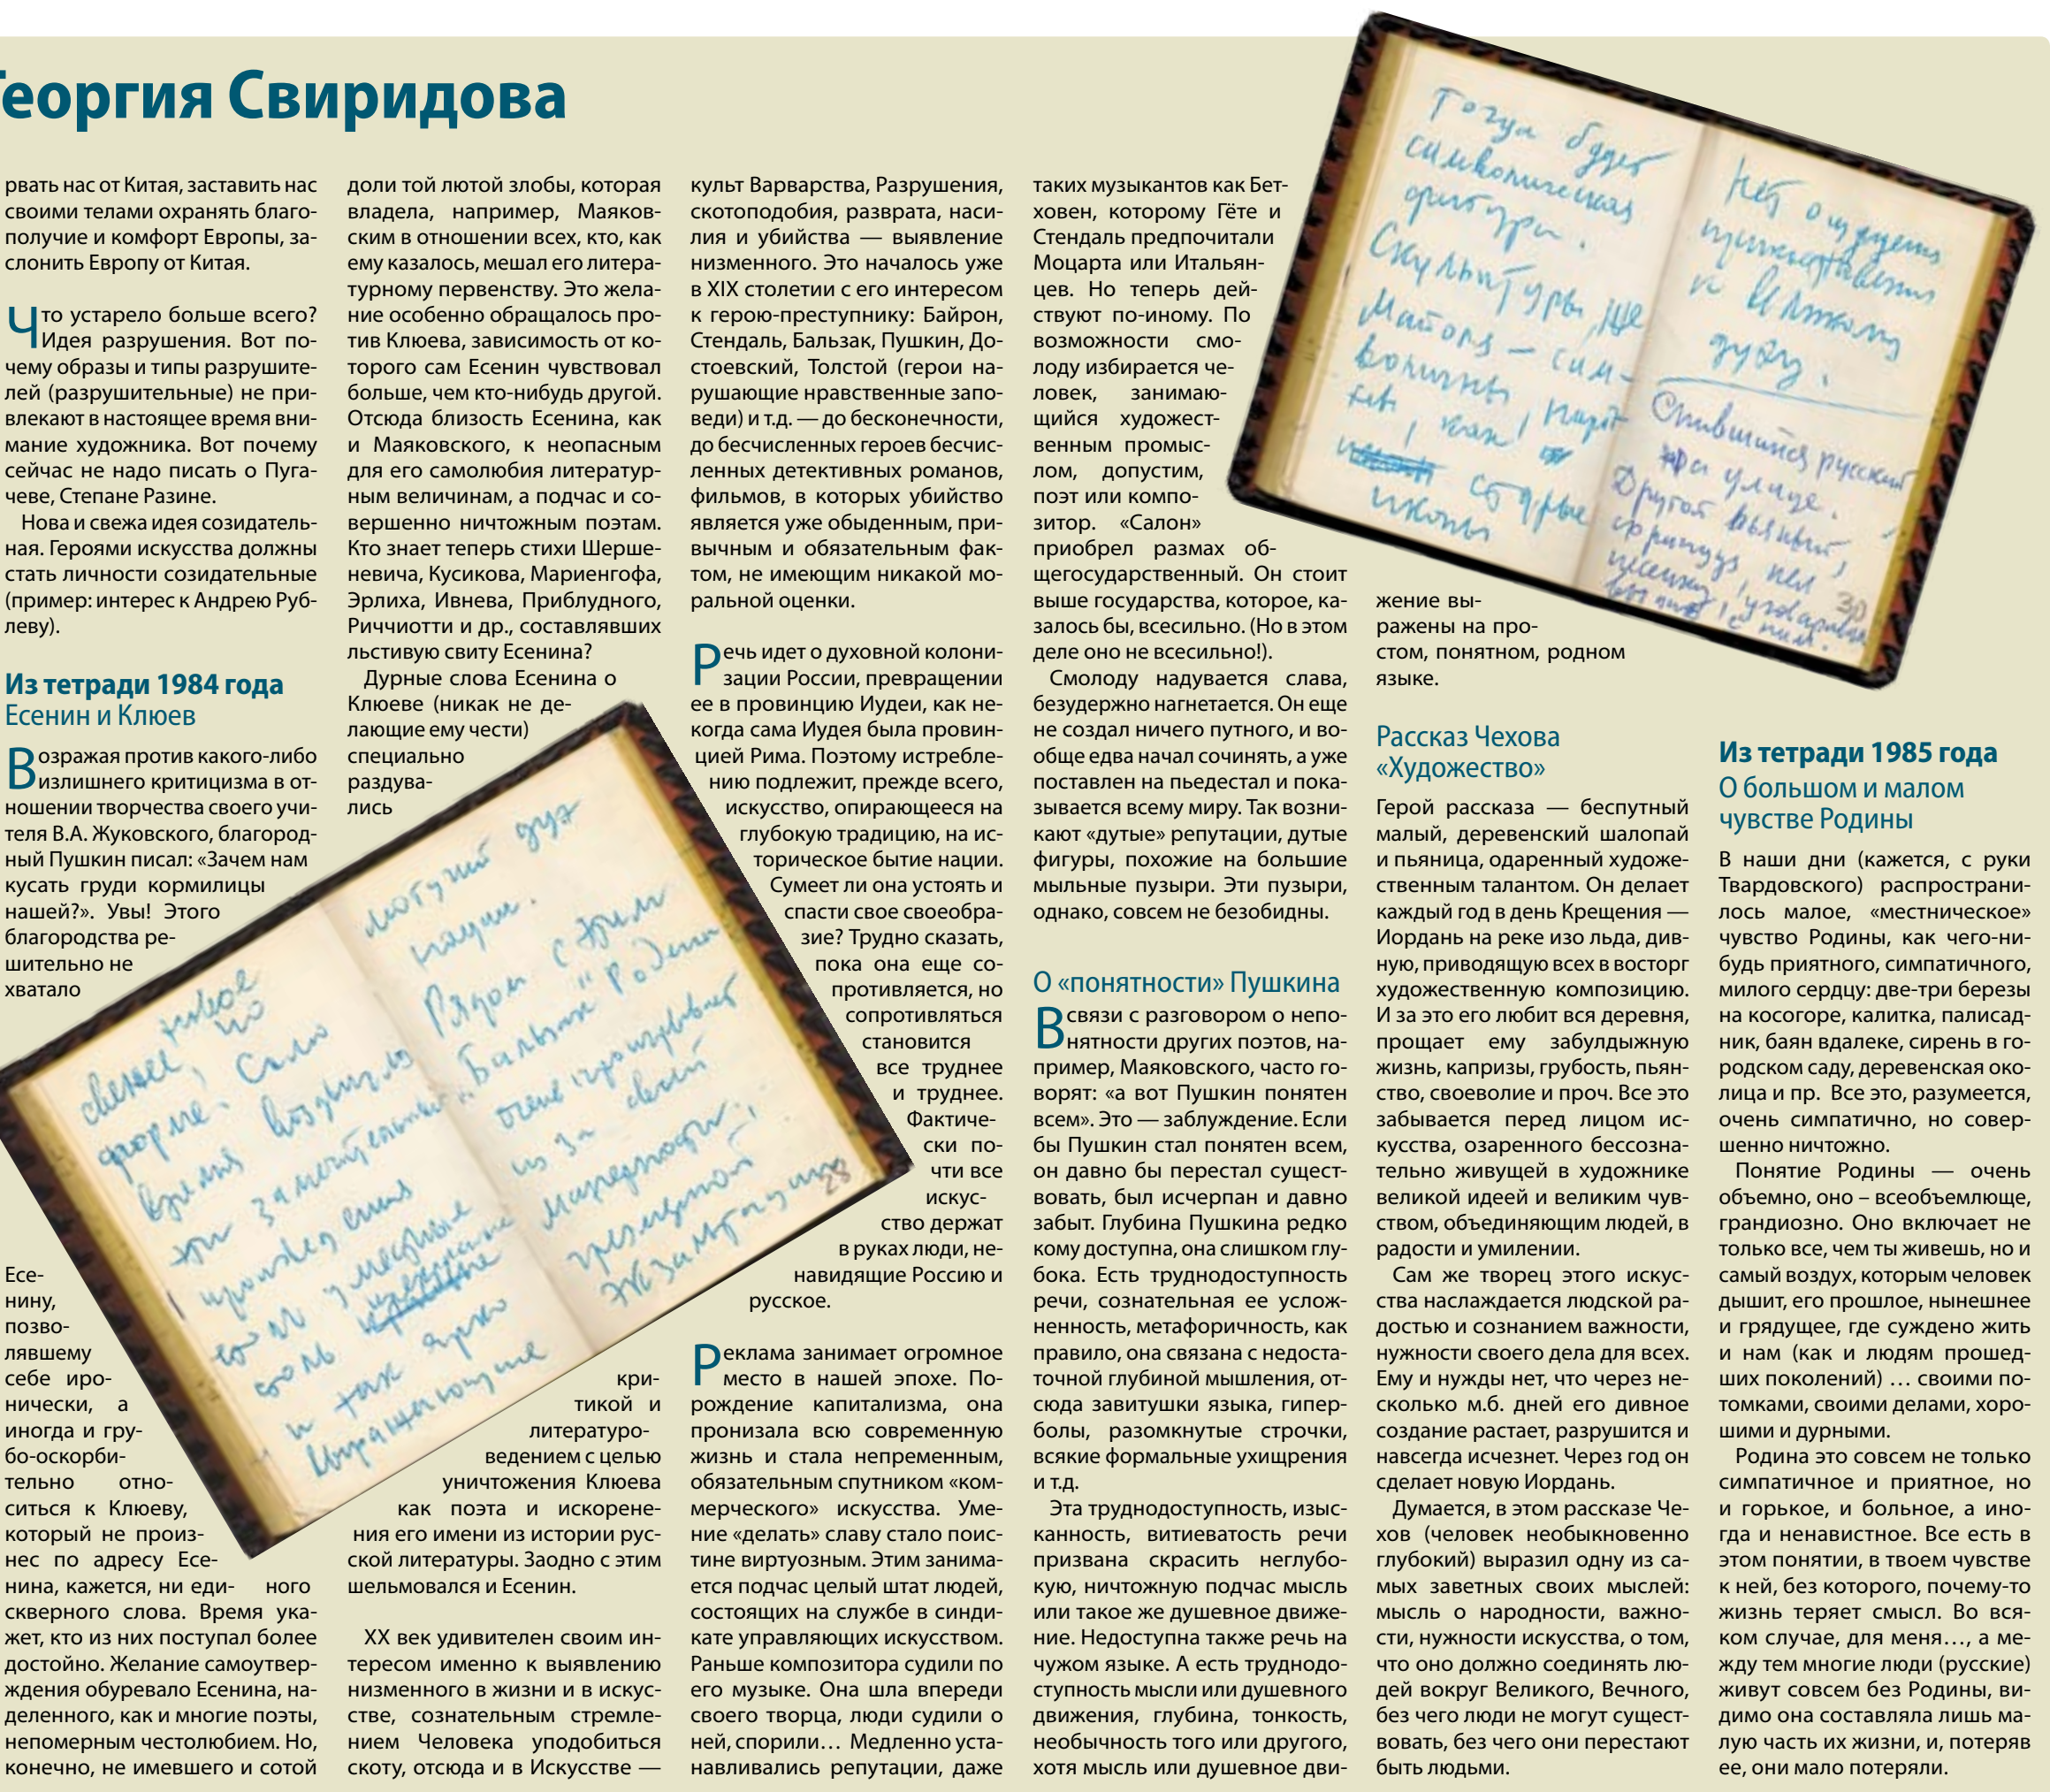 Георгия Свиридова
рвать нас от Китая, заставить нас
своими телами охранять благо-
получие и комфорт Европы, за-
слонить Европу от Китая.
Что устарело больше всего?
Идея разрушения. Вот по-
чему образы и типы разрушите-
лей (разрушительные) не при-
влекают в настоящее время вни-
мание художника. Вот почему
сейчас не надо писать о Пуга-
чеве, Степане Разине.
Нова и свежа идея созидатель-
ная. Героями искусства должны
стать личности созидательные
(пример: интерес к Андрею Руб-
леву).
Из тетради 1984 года
Есенин и Клюев
Возражая против какого-либо
излишнего критицизма в от-
ношении творчества своего учи-
теля В.А. Жуковского, благород-
ный Пушкин писал: «Зачем нам
кусать груди кормилицы
нашей?». Увы! Этого
благородства ре-
шительно не
хватало
Есе-
нину,
позво-
лявшему
себе иро-
нически, а
иногда и гру-
бо-оскорби-
тельно отно-
ситься к Клюеву,
который не произ-
нес по адресу Есе-
нина, кажется, ни еди- ного
скверного слова. Время ука-
жет, кто из них поступал более
достойно. Желание самоутвер-
ждения обуревало Есенина, на-
деленного, как и многие поэты,
непомерным честолюбием. Но,
конечно, не имевшего и сотой
доли той лютой злобы, которая
владела, например, Маяков-
ским в отношении всех, кто, как
ему казалось, мешал его литера-
турному первенству. Это жела-
ние особенно обращалось про-
тив Клюева, зависимость от ко-
торого сам Есенин чувствовал
больше, чем кто-нибудь другой.
Отсюда близость Есенина, как
и Маяковского, к неопасным
для его самолюбия литератур-
ным величинам, а подчас и со-
вершенно ничтожным поэтам.
Кто знает теперь стихи Шерше-
невича, Кусикова, Мариенгофа,
Эрлиха, Ивнева, Приблудного,
Риччиотти и др., составлявших
льстивую свиту Есенина?
Дурные слова Есенина о
Клюеве (никак не де-
лающие ему чести)
специально
раздува-
лись
кри-
тикой и
литературо-
ведением с целью
уничтожения Клюева
как поэта и искорене-
ния его имени из истории рус-
ской литературы. Заодно с этим
шельмовался и Есенин.
XX век удивителен своим ин-
тересом именно к выявлению
низменного в жизни и в искус-
стве, сознательным стремле-
нием Человека уподобиться
скоту, отсюда и в Искусстве —
культ Варварства, Разрушения,
скотоподобия, разврата, наси-
лия и убийства — выявление
низменного. Это началось уже
в XIX столетии с его интересом
к герою-преступнику: Байрон,
Стендаль, Бальзак, Пушкин, До-
стоевский, Толстой (герои на-
рушающие нравственные запо-
веди) и т.д. — до бесконечности,
до бесчисленных героев бесчис-
ленных детективных романов,
фильмов, в которых убийство
является уже обыденным, при-
вычным и обязательным фак-
том, не имеющим никакой мо-
ральной оценки.
Речь идет о духовной колони-
зации России, превращении
ее в провинцию Иудеи, как не-
когда сама Иудея была провин-
цией Рима. Поэтому истребле-
нию подлежит, прежде всего,
искусство, опирающееся на
глубокую традицию, на ис-
торическое бытие нации.
Сумеет ли она устоять и
спасти свое своеобра-
зие? Трудно сказать,
пока она еще со-
противляется, но
сопротивляться
становится
все труднее
и труднее.
Фактиче-
ски по-
чти все
искус-
ство держат
в руках люди, не-
навидящие Россию и
русское.
Реклама занимает огромное
место в нашей эпохе. По-
рождение капитализма, она
пронизала всю современную
жизнь и стала непременным,
обязательным спутником «ком-
мерческого» искусства. Уме-
ние «делать» славу стало поис-
тине виртуозным. Этим занима-
ется подчас целый штат людей,
состоящих на службе в синди-
кате управляющих искусством.
Раньше композитора судили по
его музыке. Она шла впереди
своего творца, люди судили о
ней, спорили… Медленно уста-
навливались репутации, даже
таких музыкантов как Бет-
ховен, которому Гёте и
Стендаль предпочитали
Моцарта или Итальян-
цев. Но теперь дей-
ствуют по-иному. По
возможности смо-
лоду избирается че-
ловек, занимаю-
щийся художест-
венным промыс-
лом, допустим,
поэт или компо-
зитор. «Салон»
приобрел размах об-
щегосударственный. Он стоит
выше государства, которое, ка-
залось бы, всесильно. (Но в этом
деле оно не всесильно!).
Смолоду надувается слава,
безудержно нагнетается. Он еще
не создал ничего путного, и во-
обще едва начал сочинять, а уже
поставлен на пьедестал и пока-
зывается всему миру. Так возни-
кают «дутые» репутации, дутые
фигуры, похожие на большие
мыльные пузыри. Эти пузыри,
однако, совсем не безобидны.
О «понятности» Пушкина
В связи с разговором о непо-
нятности других поэтов, на-
пример, Маяковского, часто го-
ворят: «а вот Пушкин понятен
всем». Это — заблуждение. Если
бы Пушкин стал понятен всем,
он давно бы перестал сущест-
вовать, был исчерпан и давно
забыт. Глубина Пушкина редко
кому доступна, она слишком глу-
бока. Есть труднодоступность
речи, сознательная ее услож-
ненность, метафоричность, как
правило, она связана с недоста-
точной глубиной мышления, от-
сюда завитушки языка, гипер-
болы, разомкнутые строчки,
всякие формальные ухищрения
и т.д.
Эта труднодоступность, изыс-
канность, витиеватость речи
призвана скрасить неглубо-
кую, ничтожную подчас мысль
или такое же душевное движе-
ние. Недоступна также речь на
чужом языке. А есть труднодо-
ступность мысли или душевного
движения, глубина, тонкость,
необычность того или другого,
хотя мысль или душевное дви-
жение вы-
ражены на про-
стом, понятном, родном
языке.
Рассказ Чехова
«Художество»
Герой рассказа — беспутный
малый, деревенский шалопай
и пьяница, одаренный художе-
ственным талантом. Он делает
каждый год в день Крещения —
Иордань на реке изо льда, див-
ную, приводящую всех в восторг
художественную композицию.
И за это его любит вся деревня,
прощает ему забулдыжную
жизнь, капризы, грубость, пьян-
ство, своеволие и проч. Все это
забывается перед лицом ис-
кусства, озаренного бессозна-
тельно живущей в художнике
великой идеей и великим чув-
ством, объединяющим людей, в
радости и умилении.
Сам же творец этого искус-
ства наслаждается людской ра-
достью и сознанием важности,
нужности своего дела для всех.
Ему и нужды нет, что через не-
сколько м.б. дней его дивное
создание растает, разрушится и
навсегда исчезнет. Через год он
сделает новую Иордань.
Думается, в этом рассказе Че-
хов (человек необыкновенно
глубокий) выразил одну из са-
мых заветных своих мыслей:
мысль о народности, важно-
сти, нужности искусства, о том,
что оно должно соединять лю-
дей вокруг Великого, Вечного,
без чего люди не могут сущест-
вовать, без чего они перестают
быть людьми.
Из тетради 1985 года
О большом и малом
чувстве Родины
В наши дни (кажется, с руки
Твардовского) распространи-
лось малое, «местническое»
чувство Родины, как чего-ни-
будь приятного, симпатичного,
милого сердцу: две-три березы
на косогоре, калитка, палисад-
ник, баян вдалеке, сирень в го-
родском саду, деревенская око-
лица и пр. Все это, разумеется,
очень симпатично, но совер-
шенно ничтожно.
Понятие Родины — очень
объемно, оно – всеобъемлюще,
грандиозно. Оно включает не
только все, чем ты живешь, но и
самый воздух, которым человек
дышит, его прошлое, нынешнее
и грядущее, где суждено жить
и нам (как и людям прошед-
ших поколений) … своими по-
томками, своими делами, хоро-
шими и дурными.
Родина это совсем не только
симпатичное и приятное, но
и горькое, и больное, а ино-
гда и ненавистное. Все есть в
этом понятии, в твоем чувстве
к ней, без которого, почему-то
жизнь теряет смысл. Во вся-
ком случае, для меня…, а ме-
жду тем многие люди (русские)
живут совсем без Родины, ви-
димо она составляла лишь ма-
лую часть их жизни, и, потеряв
ее, они мало потеряли.
Тогда будет
символическая
фигура.
Скульптуры же
Майоля — сим-
воличны
как
старые
иконы
Нет ощущения
к великому
духу.
Спившийся русский
на улице.
Другой пьяный,
француз, пел
30
свежее, но
форме. Само
время воздвигло
эти замечательные
произведения
столь
и так ярко
могучий дух
нации.
Рядом с этим
"Бальзак" Родена
очень проигрывает
из за своей
28